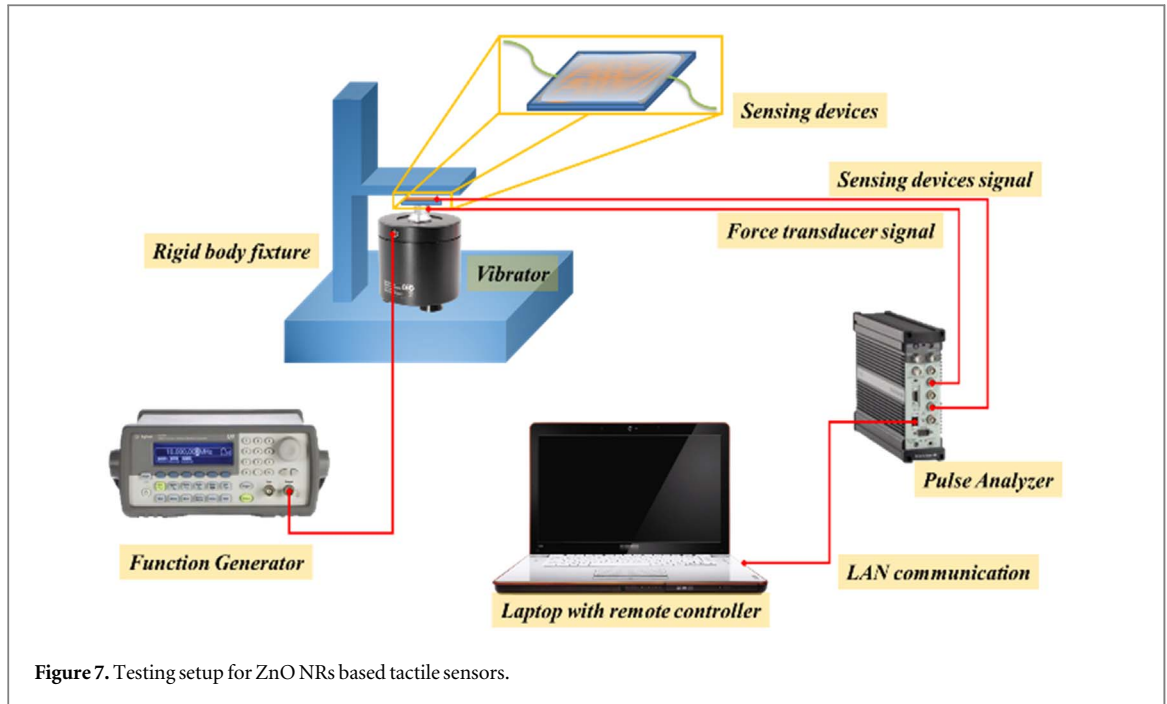 Sensing devices
Sensing devices signal
Force transducer signal
Rigid body fixture
Vibrator
Pulse Analyzer
Function Generator
LAN communication
Laptop with remote controller
Figure 7. Testing setup for ZnO NRs based tactile sensors.